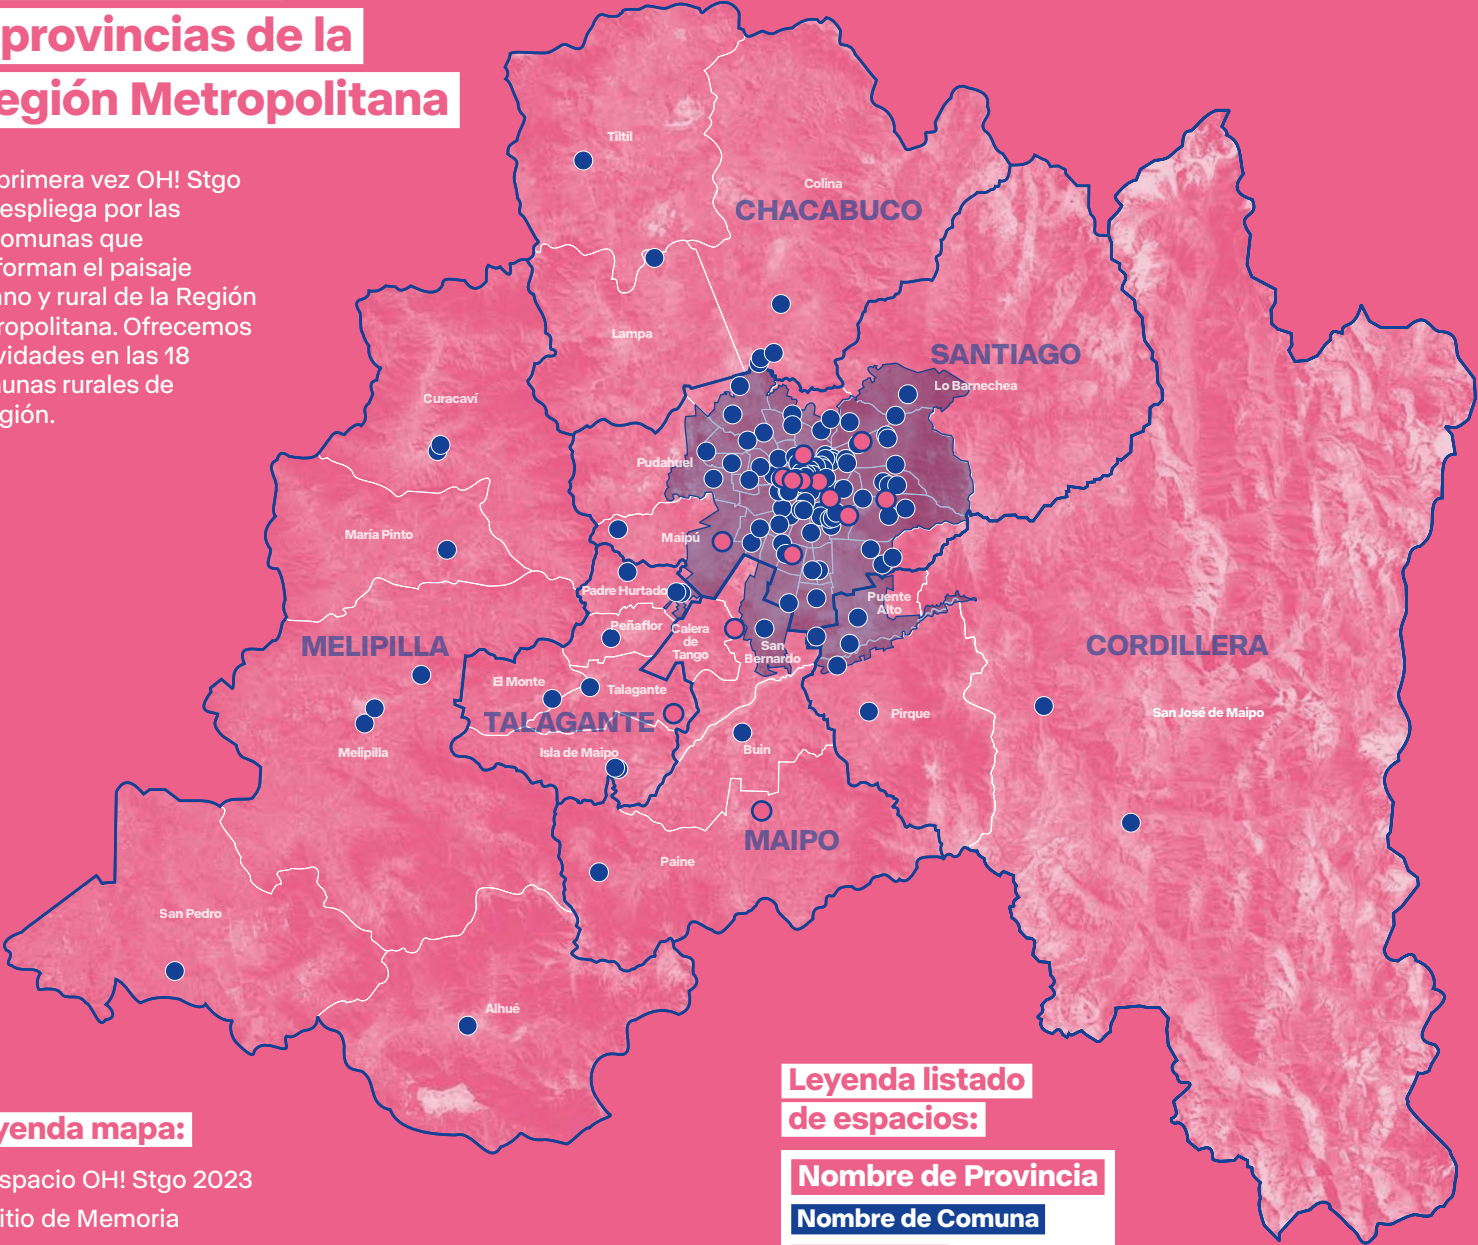 provincias de la
egión Metropolitana
primera vez OH! Stgo
espliega por las
omunas que
forman el paisaje
no y rural de la Región
ropolitana. Ofrecemos
vidades en las 18
unas rurales de
gión.
Tiltil
Colina
CHACABUCO
Lampa
SANTIAGO
Lo Barnechea
Curacaví
Pudahuel
María Pinto
Maipú
Padre Hurtado
Puente
Alto
Peñaflor
Calera
de
Tango
San
Bernardo
MELIPILLA
CORDILLERA
El Monte
Talagante
TALAGANTE
Pirque
San José de Maipo
Melipilla
Isla de Maipo
Buin
MAIPO
Paine
San Pedro
Alhué
yenda mapa:
spacio OH! Stgo 2023
itio de Memoria
Leyenda listado
de espacios:
Nombre de Provincia
Nombre de Comuna